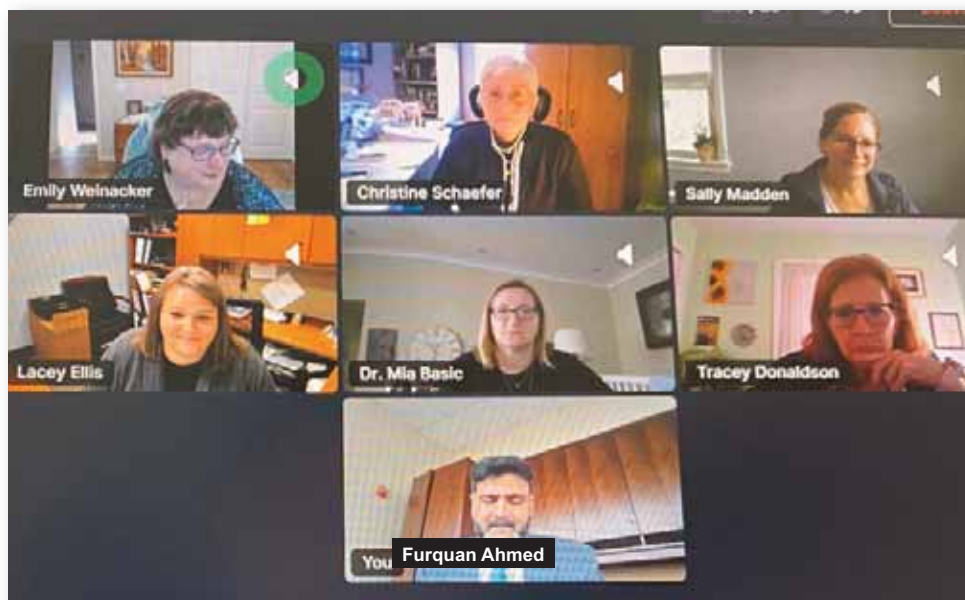 Emily Weinacker
Christine Schaefer
Sally Madden
Lacey Ellis
Dr. Mia Basic
Tracey Donaldson
You
Furquan Ahmed